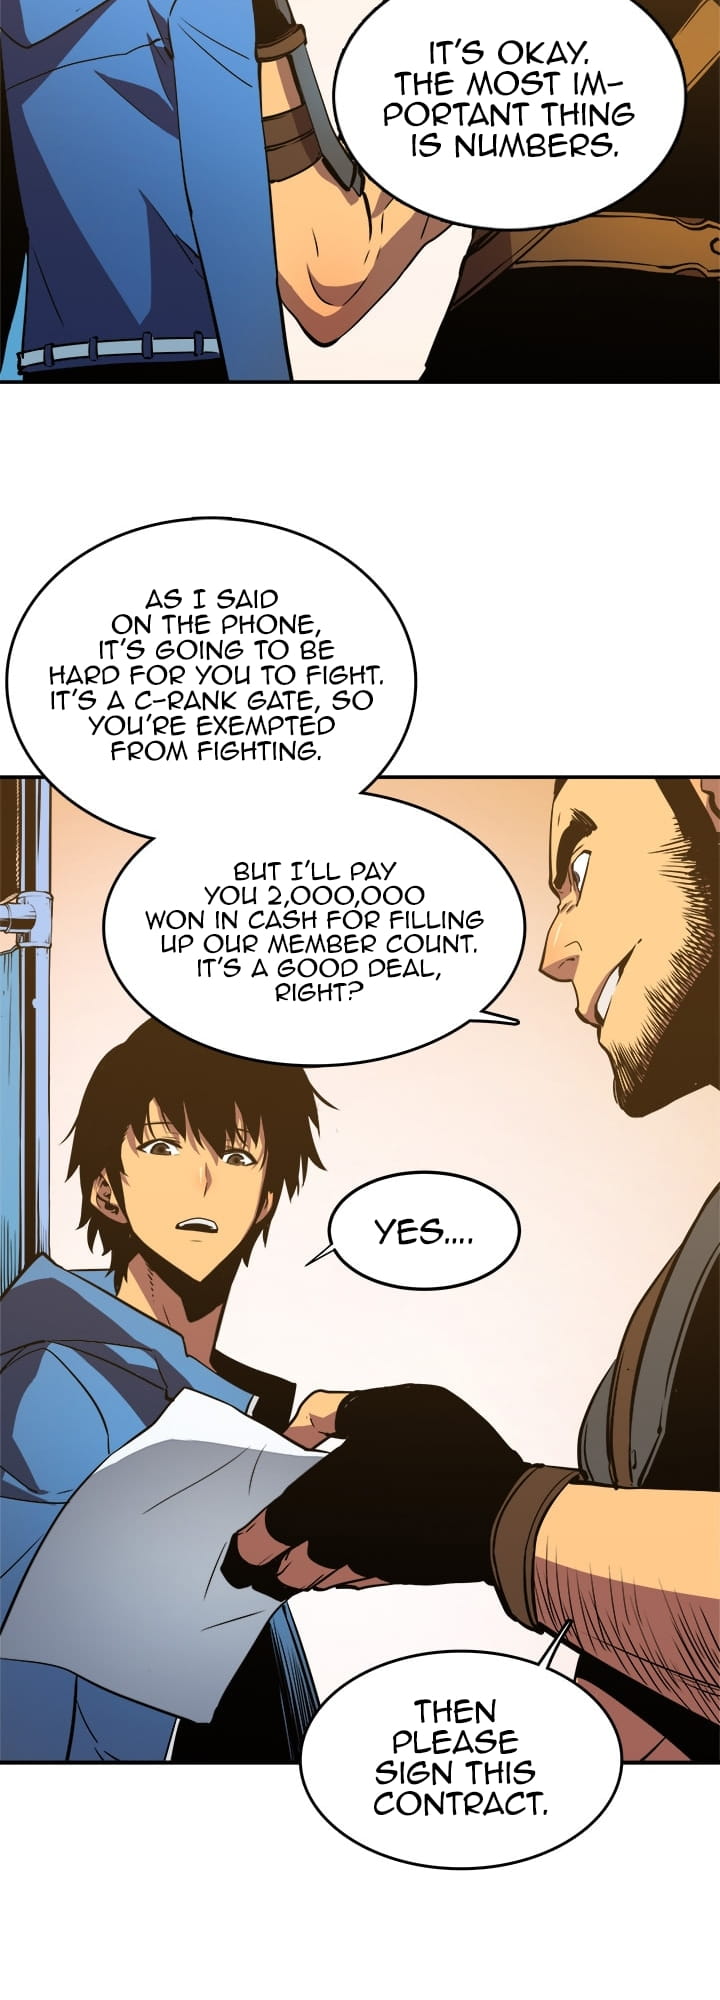 IT'S OKAY.
THE MOST IM-
PORTANT THING
IS NUMBERS.
AS I SAID
ON THE PHONE,
IT'S GOING TO BE
HARD FOR YOU TO FIGHT.
IT'S A C-RANK GATE, SO
YOU'RE EXEMPTED
FROM FIGHTING.
BUT I'LL PAY
YOU 2,000,000
WON IN CASH FOR FILLING
UP OUR MEMBER COUNT.
IT'S A GOOD DEAL,
RIGHT?
YES....
THEN
PLEASE
SIGN THIS
CONTRACT.